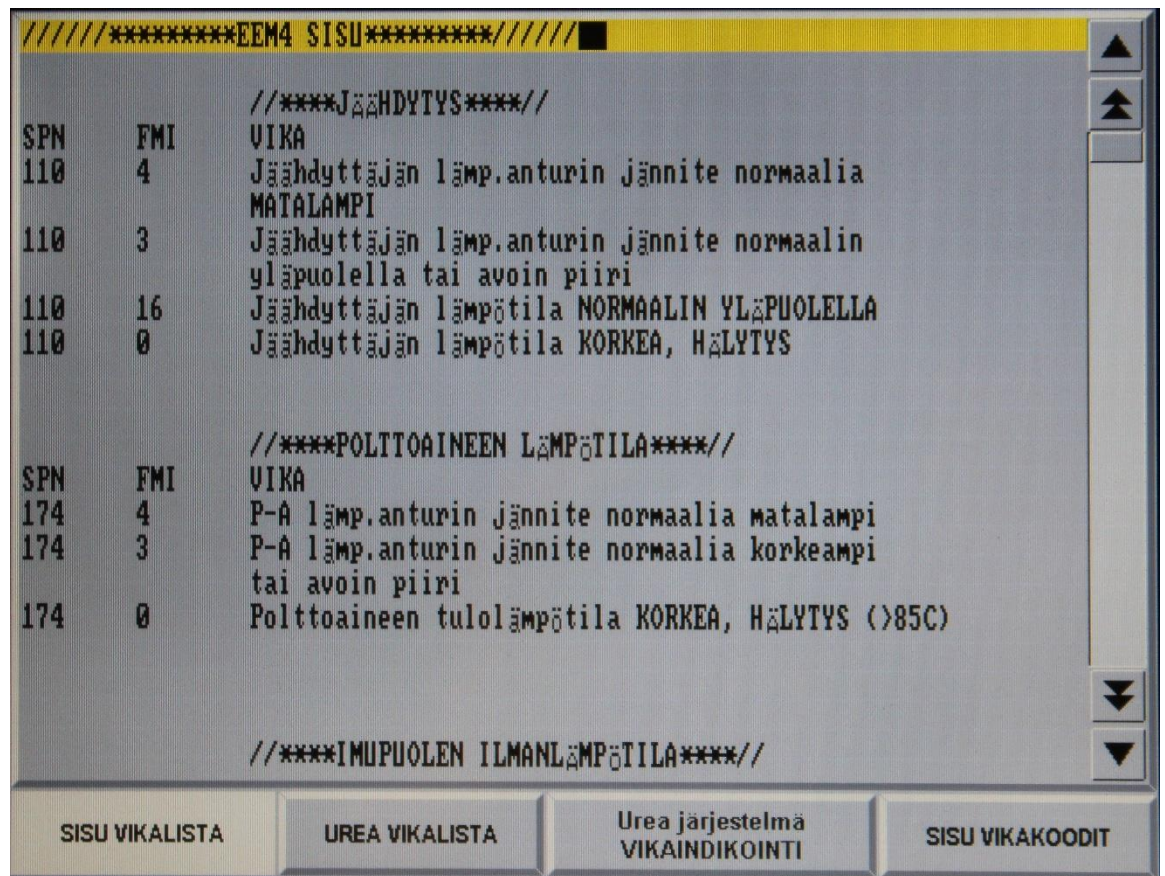 //////*********EEM4 SISU*********//////
//****JääHDYTYS****//
SPN FMI VIKA
110 4 Jäähdyttäjän lämp.anturin jännite normaalia
MATALAMPI
110 3 Jäähdyttäjän lämp.anturin jännite normaalin
yläpuolella tai avoin piiri
110 16 Jäähdyttäjän lämpötila NORMAALIN YLÄPUOLELLA
110 0 Jäähdyttäjän lämpötila KORKEA, HÄLYTYS
//****POLTTOAINEEN LÄMPÖTILA****//
SPN FMI VIKA
174 4 P-A lämp.anturin jännite normaalia matalampi
174 3 P-A lämp.anturin jännite normaalia korkeampi
tai avoin piiri
174 0 Polttoaineen tulolämpötila KORKEA, HÄLYTYS (>85C)
//****IMUPUOLEN ILMANLÄMPÖTILA****//
SISU VIKALISTA
UREA VIKALISTA
Urea järjestelmä
VIKAINDIKOINTI
SISU VIKAKOODIT